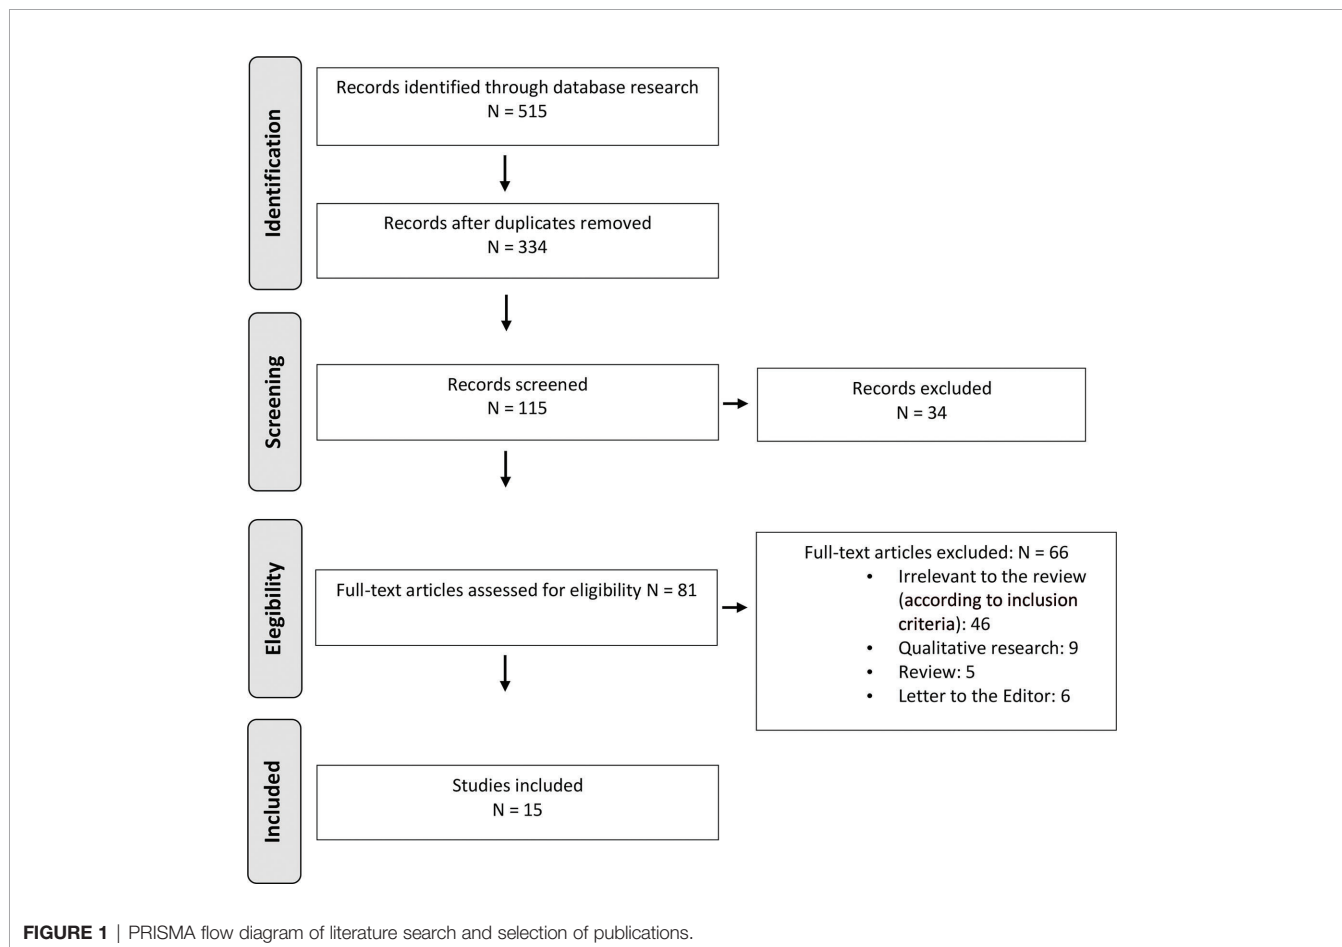 Identification
Records identified through database research
N = 515
Records after duplicates removed
N = 334
Screening
Records screened
N = 115
Records excluded
N = 34
Elegibility
Full-text articles assessed for eligibility N = 81
Full-text articles excluded: N = 66
• Irrelevant to the review
(according to inclusion
criteria): 46
• Qualitative research: 9
• Review: 5
• Letter to the Editor: 6
Included
Studies included
N = 15
FIGURE 1 | PRISMA flow diagram of literature search and selection of publications.